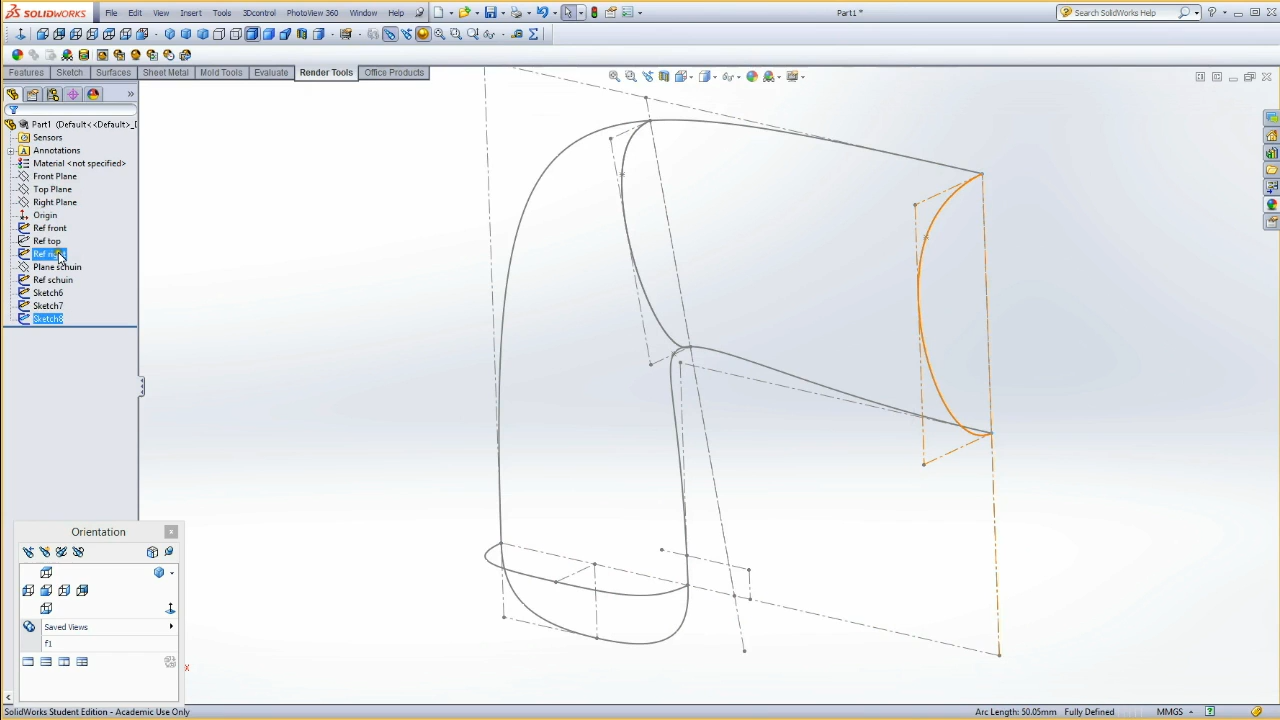 SOLIDWORKS
File Edit View Insert Tools PhotoView 360 3Dcontrol Window Help
Part1 *
Search SolidWorks Help
Features Sketch Surfaces Sheet Metal Mold Tools Evaluate Render Tools Office Products
Part1 (Default<<Default>_D
Sensors
Annotations
Material <not specified>
Front Plane
Top Plane
Right Plane
Origin
Ref front
Ref top
Plane schuin
Ref schuin
Sketch6
Sketch7
Sketch8
Orientation
Saved Views
f1
x
SolidWorks Student Edition - Academic Use Only
Arc Length: 50.05mm Fully Defined MMGS